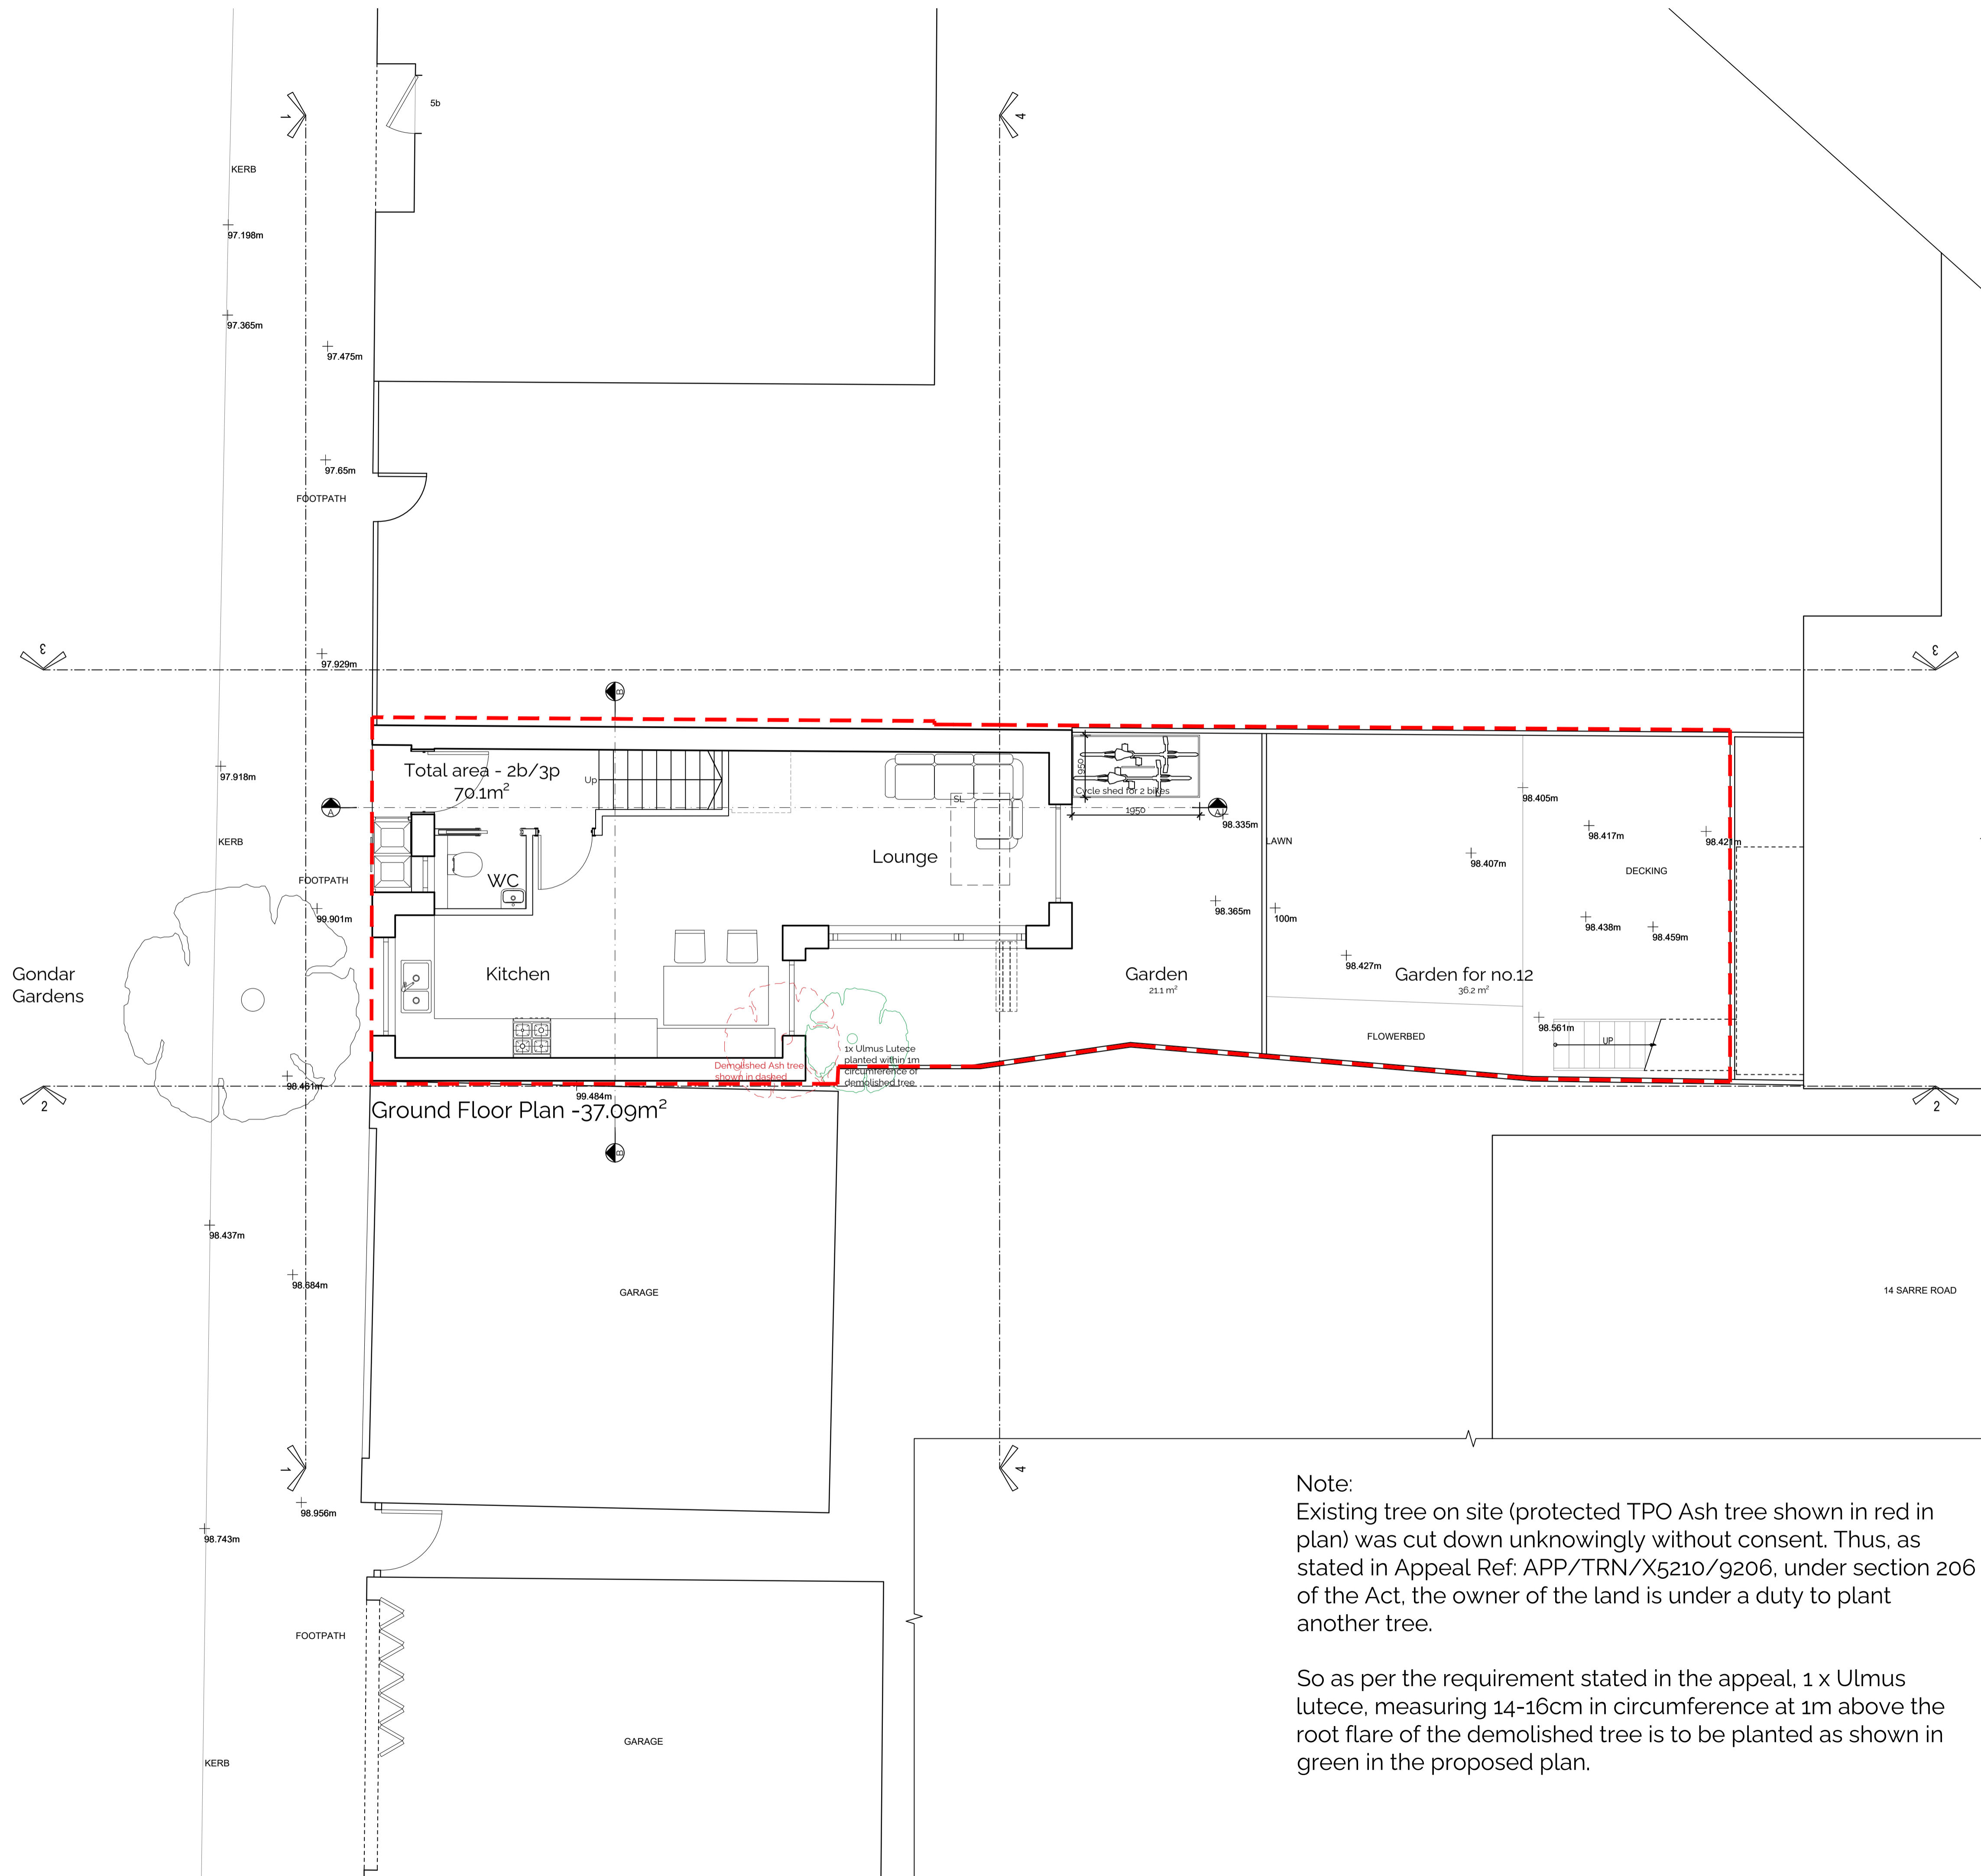 5b
1
4
KERB
97.198m
97.365m
97.475m
97.65m
FOOTPATH
3
3
97.929m
B
97.918m
Total area - 2b/3p
70.1m²
Up
SL
950
Cycle shed for 2 bikes
1950
A
A
98.335m
98.405m
98.417m
98.421m
KERB
LAWN
98.407m
DECKING
Lounge
WC
FOOTPATH
99.901m
98.365m
100m
98.438m
98.459m
98.427m
Gondar
Gardens
Kitchen
Garden
21.1 m²
Garden for no.12
36.2 m²
98.561m
FLOWERBED
UP
1x Ulmus Lutece
planted within 1m
circumference of
demolished tree
Demolished Ash tree
shown in dashed
98.461m
99.484m
2
2
Ground Floor Plan -37.09m²
B
98.437m
98.684m
GARAGE
14 SARRE ROAD
1
4
98.956m
98.743m
Note:
Existing tree on site (protected TPO Ash tree shown in red in
plan) was cut down unknowingly without consent. Thus, as
stated in Appeal Ref: APP/TRN/X5210/9206, under section 206
of the Act, the owner of the land is under a duty to plant
another tree.
So as per the requirement stated in the appeal, 1 x Ulmus
lutece, measuring 14-16cm in circumference at 1m above the
root flare of the demolished tree is to be planted as shown in
green in the proposed plan.
FOOTPATH
GARAGE
KERB